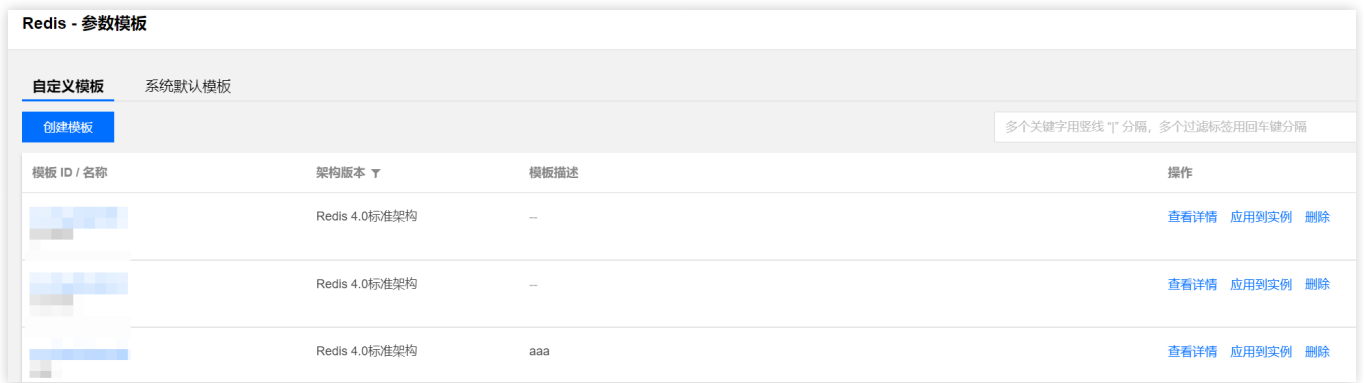 Redis - 参数模板
自定义模板 系统默认模板
创建模板 多个关键字用竖线 "|" 分隔，多个过滤标签用回车键分隔
模板 ID / 名称 架构版本 模板描述 操作
Redis 4.0标准架构 -- 查看详情 应用到实例 删除
Redis 4.0标准架构 -- 查看详情 应用到实例 删除
Redis 4.0标准架构 aaa 查看详情 应用到实例 删除